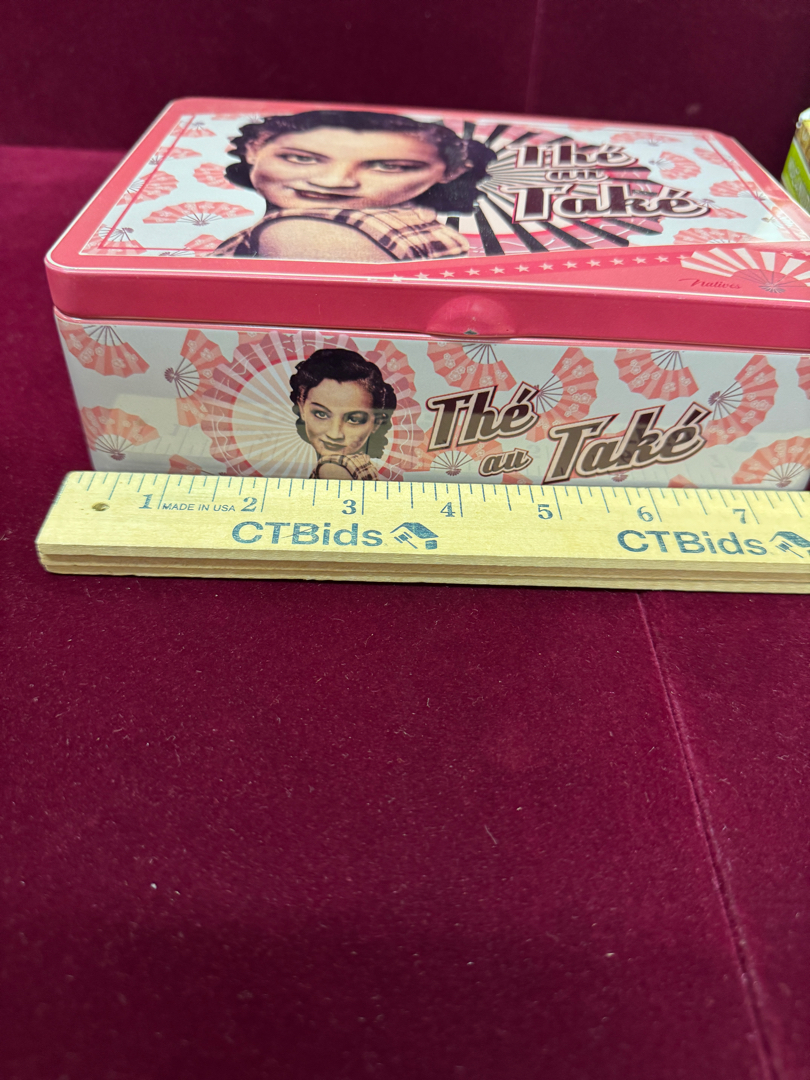 Thé
au
Také
Natives
Thé
au Také
1 MADE IN USA 2 3 4 5 6 7
CTBids CTBids